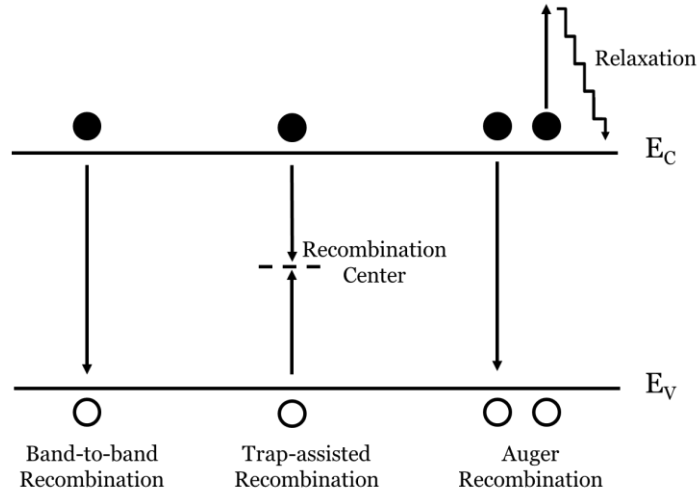 Relaxation
E_C
Recombination
Center
E_V
Band-to-band
Recombination
Trap-assisted
Recombination
Auger
Recombination